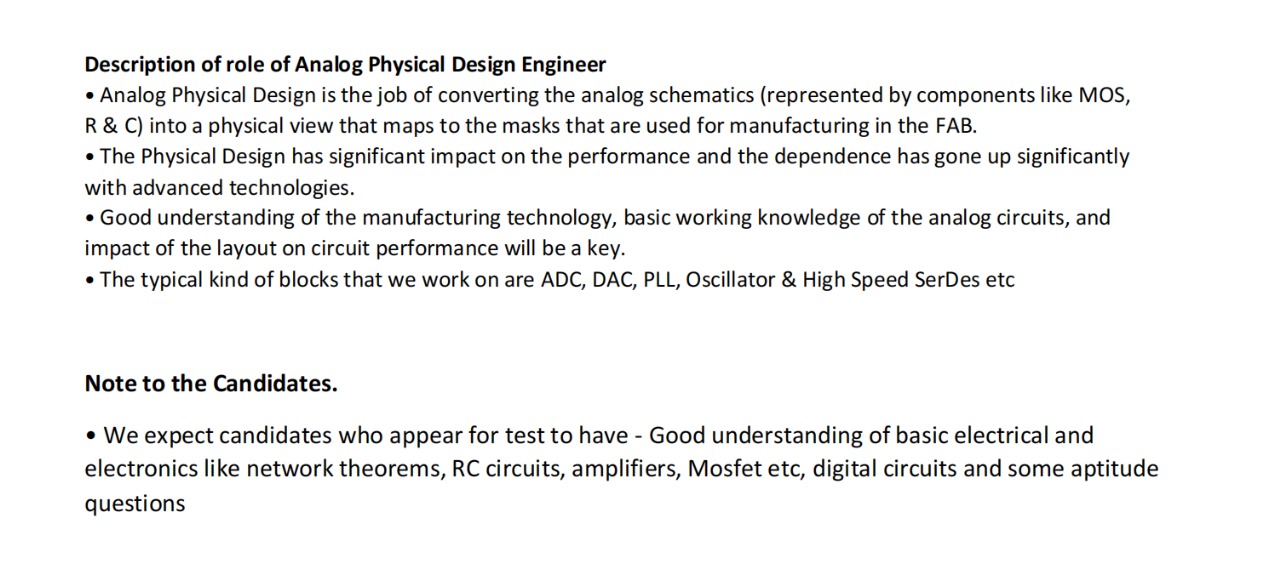 Description of role of Analog Physical Design Engineer
• Analog Physical Design is the job of converting the analog schematics (represented by components like MOS,
R & C) into a physical view that maps to the masks that are used for manufacturing in the FAB.
• The Physical Design has significant impact on the performance and the dependence has gone up significantly
with advanced technologies.
• Good understanding of the manufacturing technology, basic working knowledge of the analog circuits, and
impact of the layout on circuit performance will be a key.
• The typical kind of blocks that we work on are ADC, DAC, PLL, Oscillator & High Speed SerDes etc
Note to the Candidates.
• We expect candidates who appear for test to have - Good understanding of basic electrical and
electronics like network theorems, RC circuits, amplifiers, Mosfet etc, digital circuits and some aptitude
questions